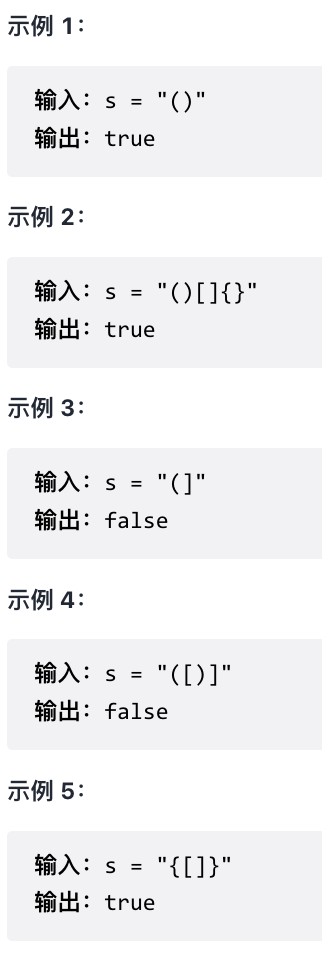 示例 1：
输入：s = "()"
输出：true
示例 2：
输入：s = "()[]{}"
输出：true
示例 3：
输入：s = "(]"
输出：false
示例 4：
输入：s = "([)]"
输出：false
示例 5：
输入：s = "{[]}"
输出：true